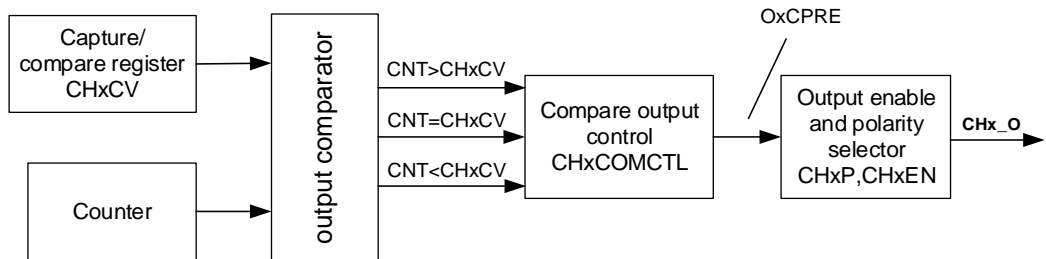 Capture/
compare register
CHxCV
Counter
output comparator
CNT>CHxCV
CNT=CHxCV
CNT<CHxCV
Compare output
control
CHxCOMCTL
OxCPRE
Output enable
and polarity
selector
CHxP,CHxEN
CHx_O